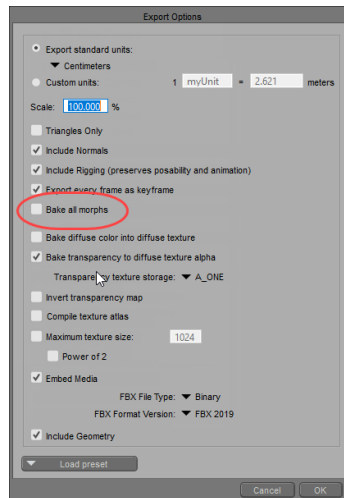 Export Options
Export standard units:
Centimeters
Custom units: 1 myUnit = 2.621 meters
Scale: 100.000 %
Triangles Only
Include Normals
Include Rigging (preserves posability and animation)
Export every frame as keyframe
Bake all morphs
Bake diffuse color into diffuse texture
Bake transparency to diffuse texture alpha
Transparency texture storage: A_ONE
Invert transparency map
Compile texture atlas
Maximum texture size: 1024
Power of 2
Embed Media
FBX File Type: Binary
FBX Format Version: FBX 2019
Include Geometry
Load preset
Cancel OK